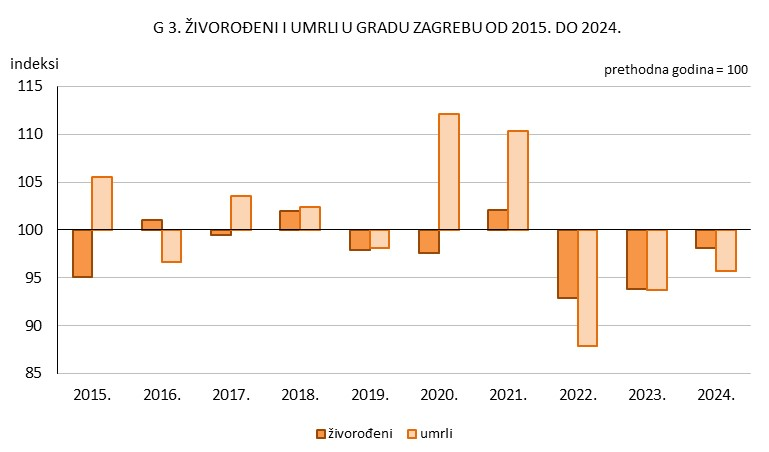 G 3. ŽIVOROĐENI I UMRLI U GRADU ZAGREBU OD 2015. DO 2024.
indeksi
prethodna godina = 100
115
110
105
100
95
90
85
2015. 2016. 2017. 2018. 2019. 2020. 2021. 2022. 2023. 2024.
živorođeni umrli